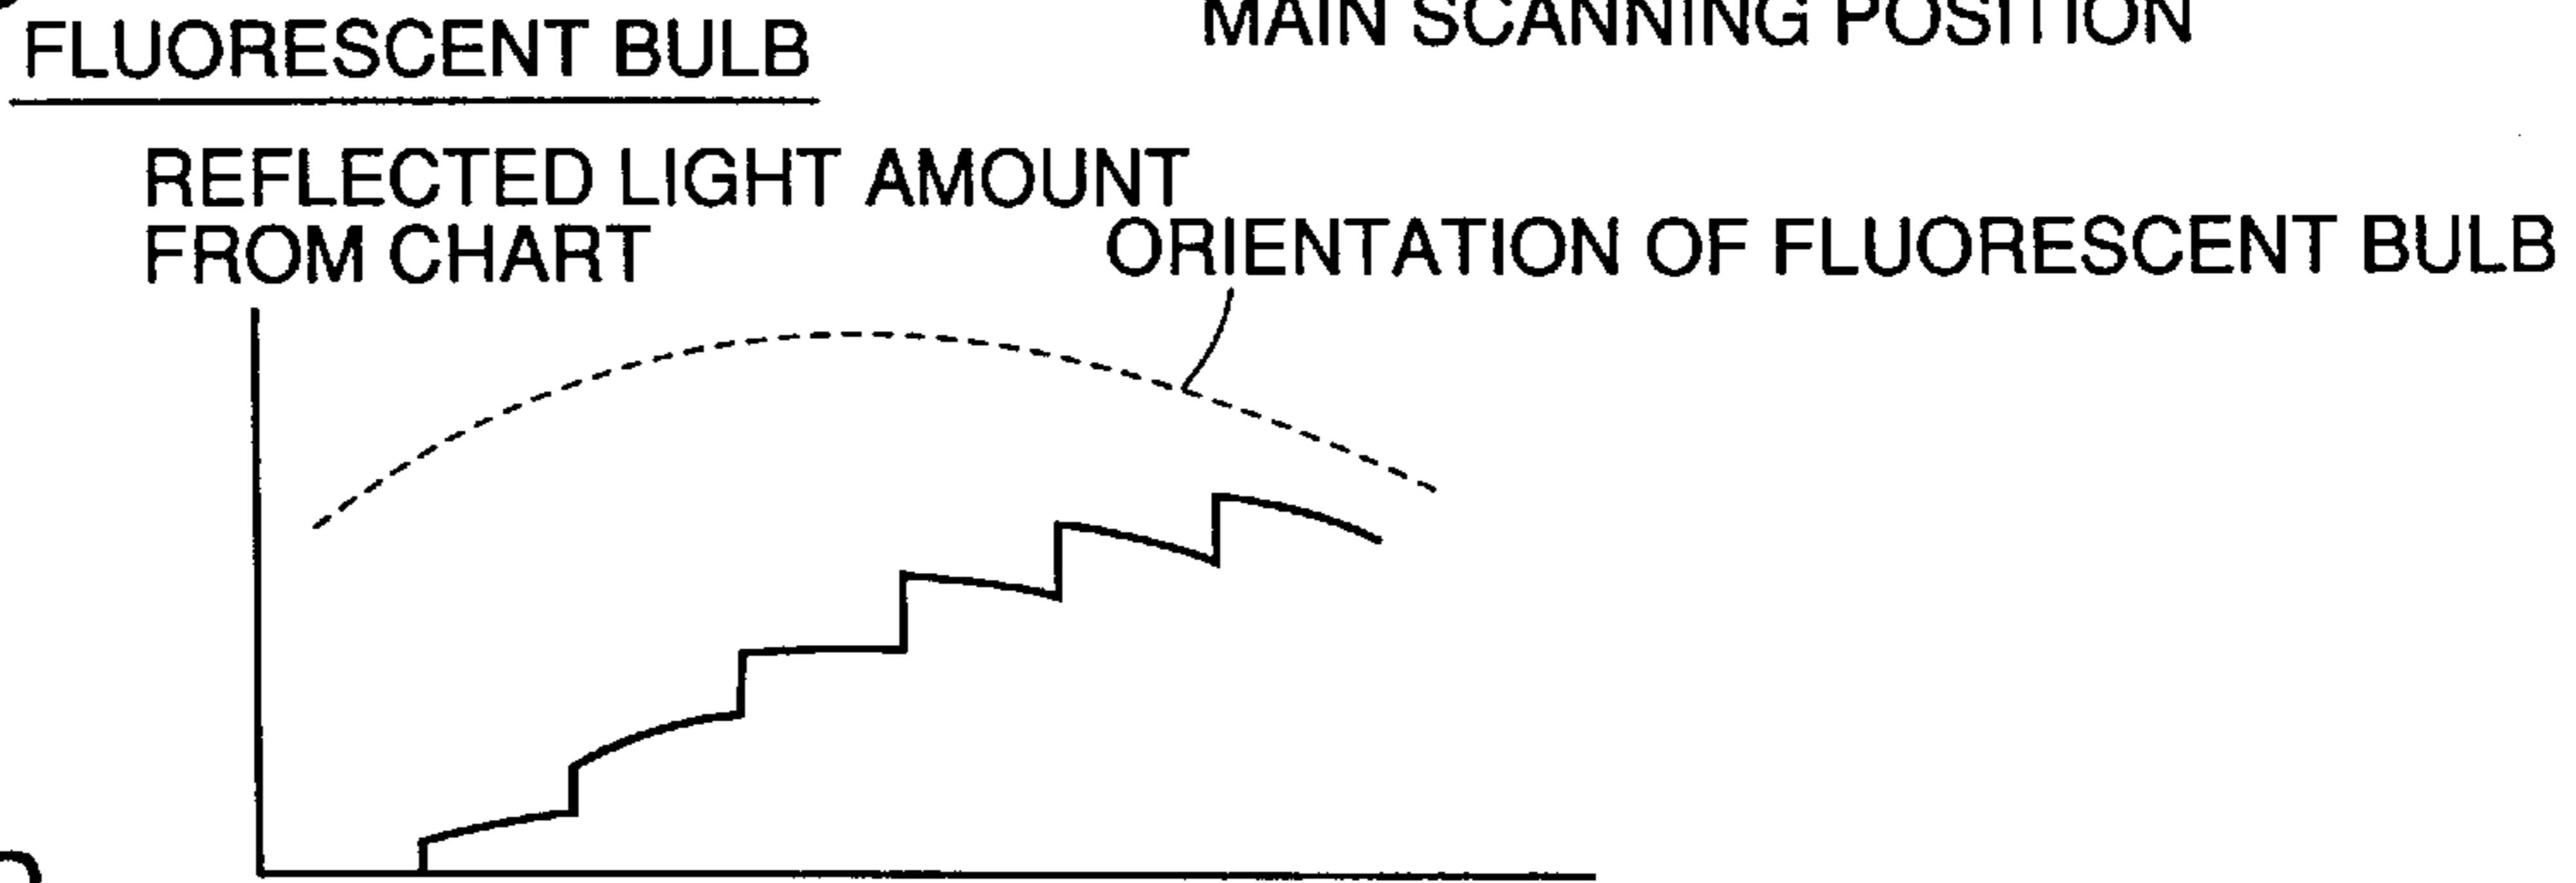 MAIN SCANNING POSITION
FLUORESCENT BULB
REFLECTED LIGHT AMOUNT
FROM CHART
ORIENTATION OF FLUORESCENT BULB